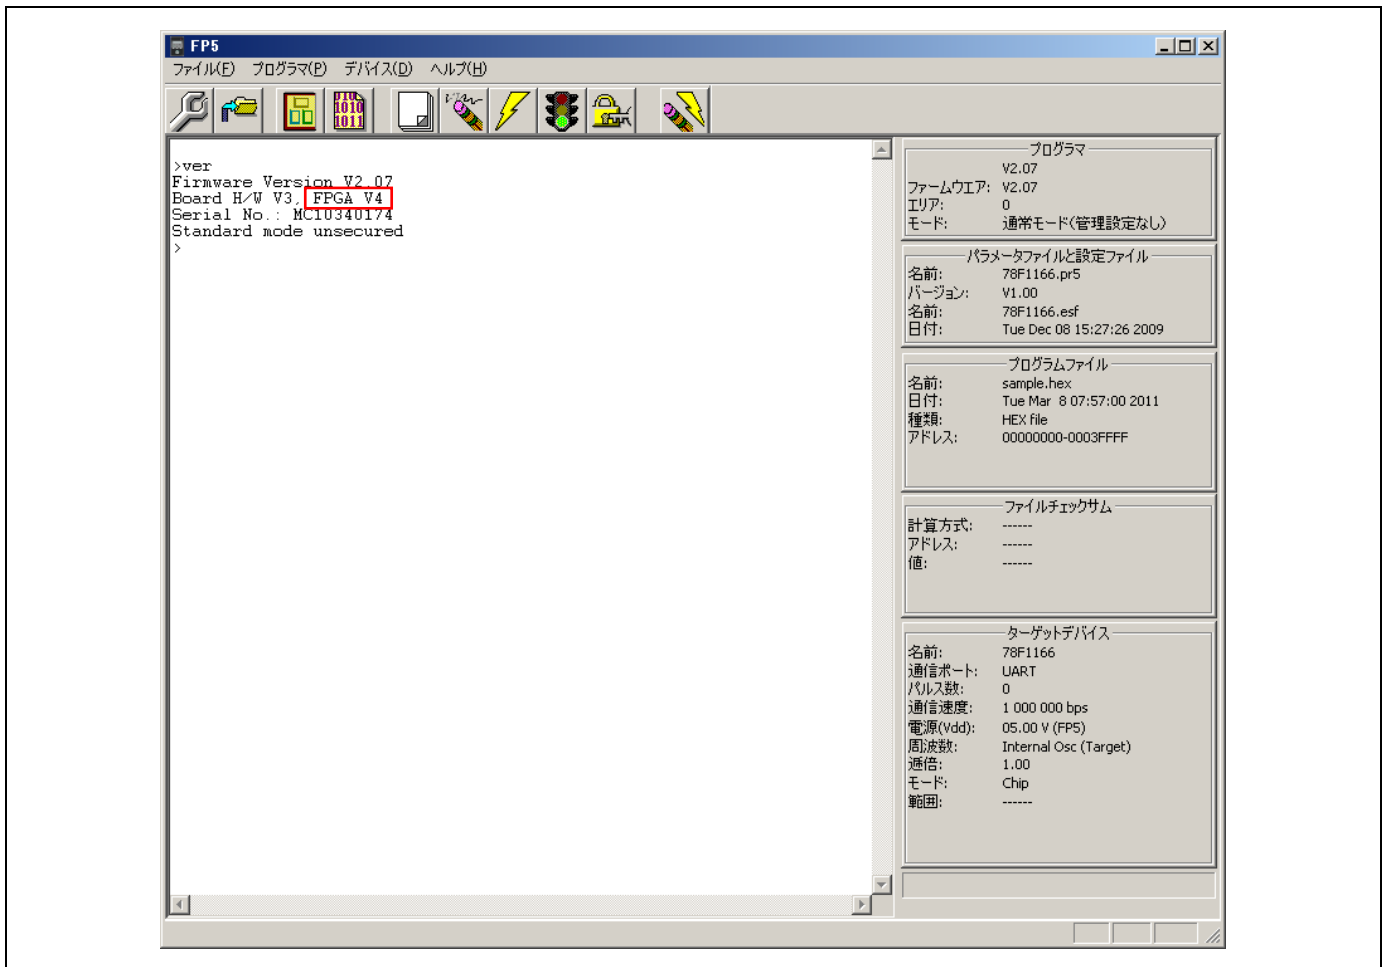 FP5
ファイル(F) プログラマ(P) デバイス(D) ヘルプ(H)
>ver
Firmware Version V2.07
Board H/W V3, FPGA V4
Serial No.: MC10340174
Standard mode unsecured
>
プログラマ
V2.07
ファームウエア: V2.07
エリア: 0
モード: 通常モード(管理設定なし)
パラメータファイルと設定ファイル
名前: 78F1166.pr5
バージョン: V1.00
名前: 78F1166.esf
日付: Tue Dec 08 15:27:26 2009
プログラムファイル
名前: sample.hex
日付: Tue Mar 8 07:57:00 2011
種類: HEX file
アドレス: 00000000-0003FFFF
ファイルチェックサム
計算方式: ------
アドレス: ------
値: ------
ターゲットデバイス
名前: 78F1166
通信ポート: UART
パルス数: 0
通信速度: 1 000 000 bps
電源(Vdd): 05.00 V (FP5)
周波数: Internal Osc (Target)
逓倍: 1.00
モード: Chip
範囲: ------